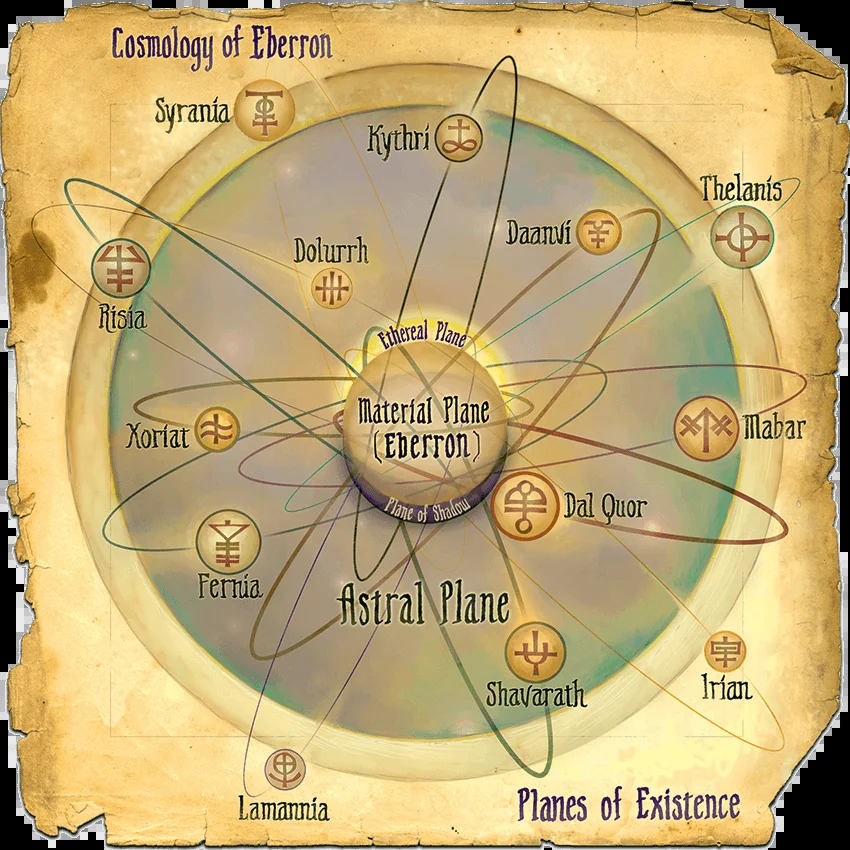 Cosmology of Eberron
Syrania
Kythri
Thelanis
Daanvi
Dolurrh
Risia
Ethereal Plane
Material Plane
(Eberron)
Xoriat
Mabar
Plane of Shadow
Dal Quor
Fernia
Astral Plane
Shavarath
Irian
Lamannia
Planes of Existence